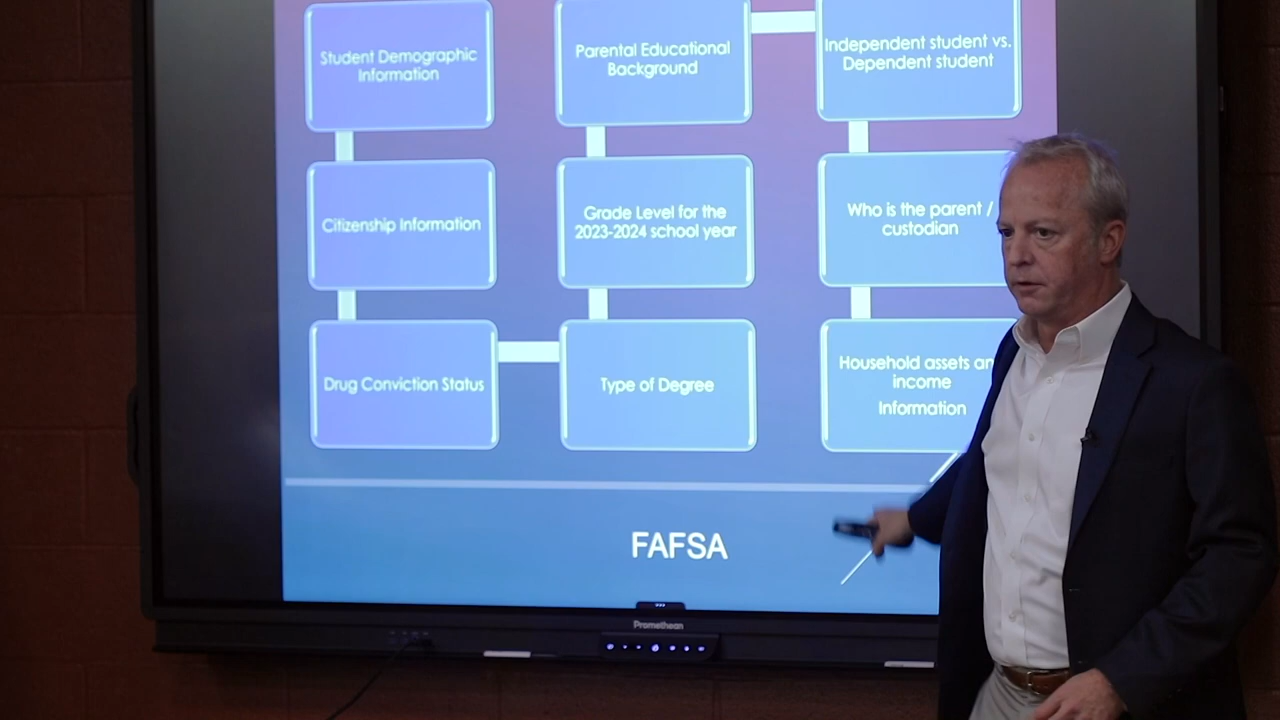 Student Demographic
Information
Parental Educational
Background
Independent student vs.
Dependent student
Citizenship Information
Grade Level for the
2023-2024 school year
Who is the parent /
custodian
Drug Conviction Status
Type of Degree
Household assets an
income
Information
FAFSA
Promethean